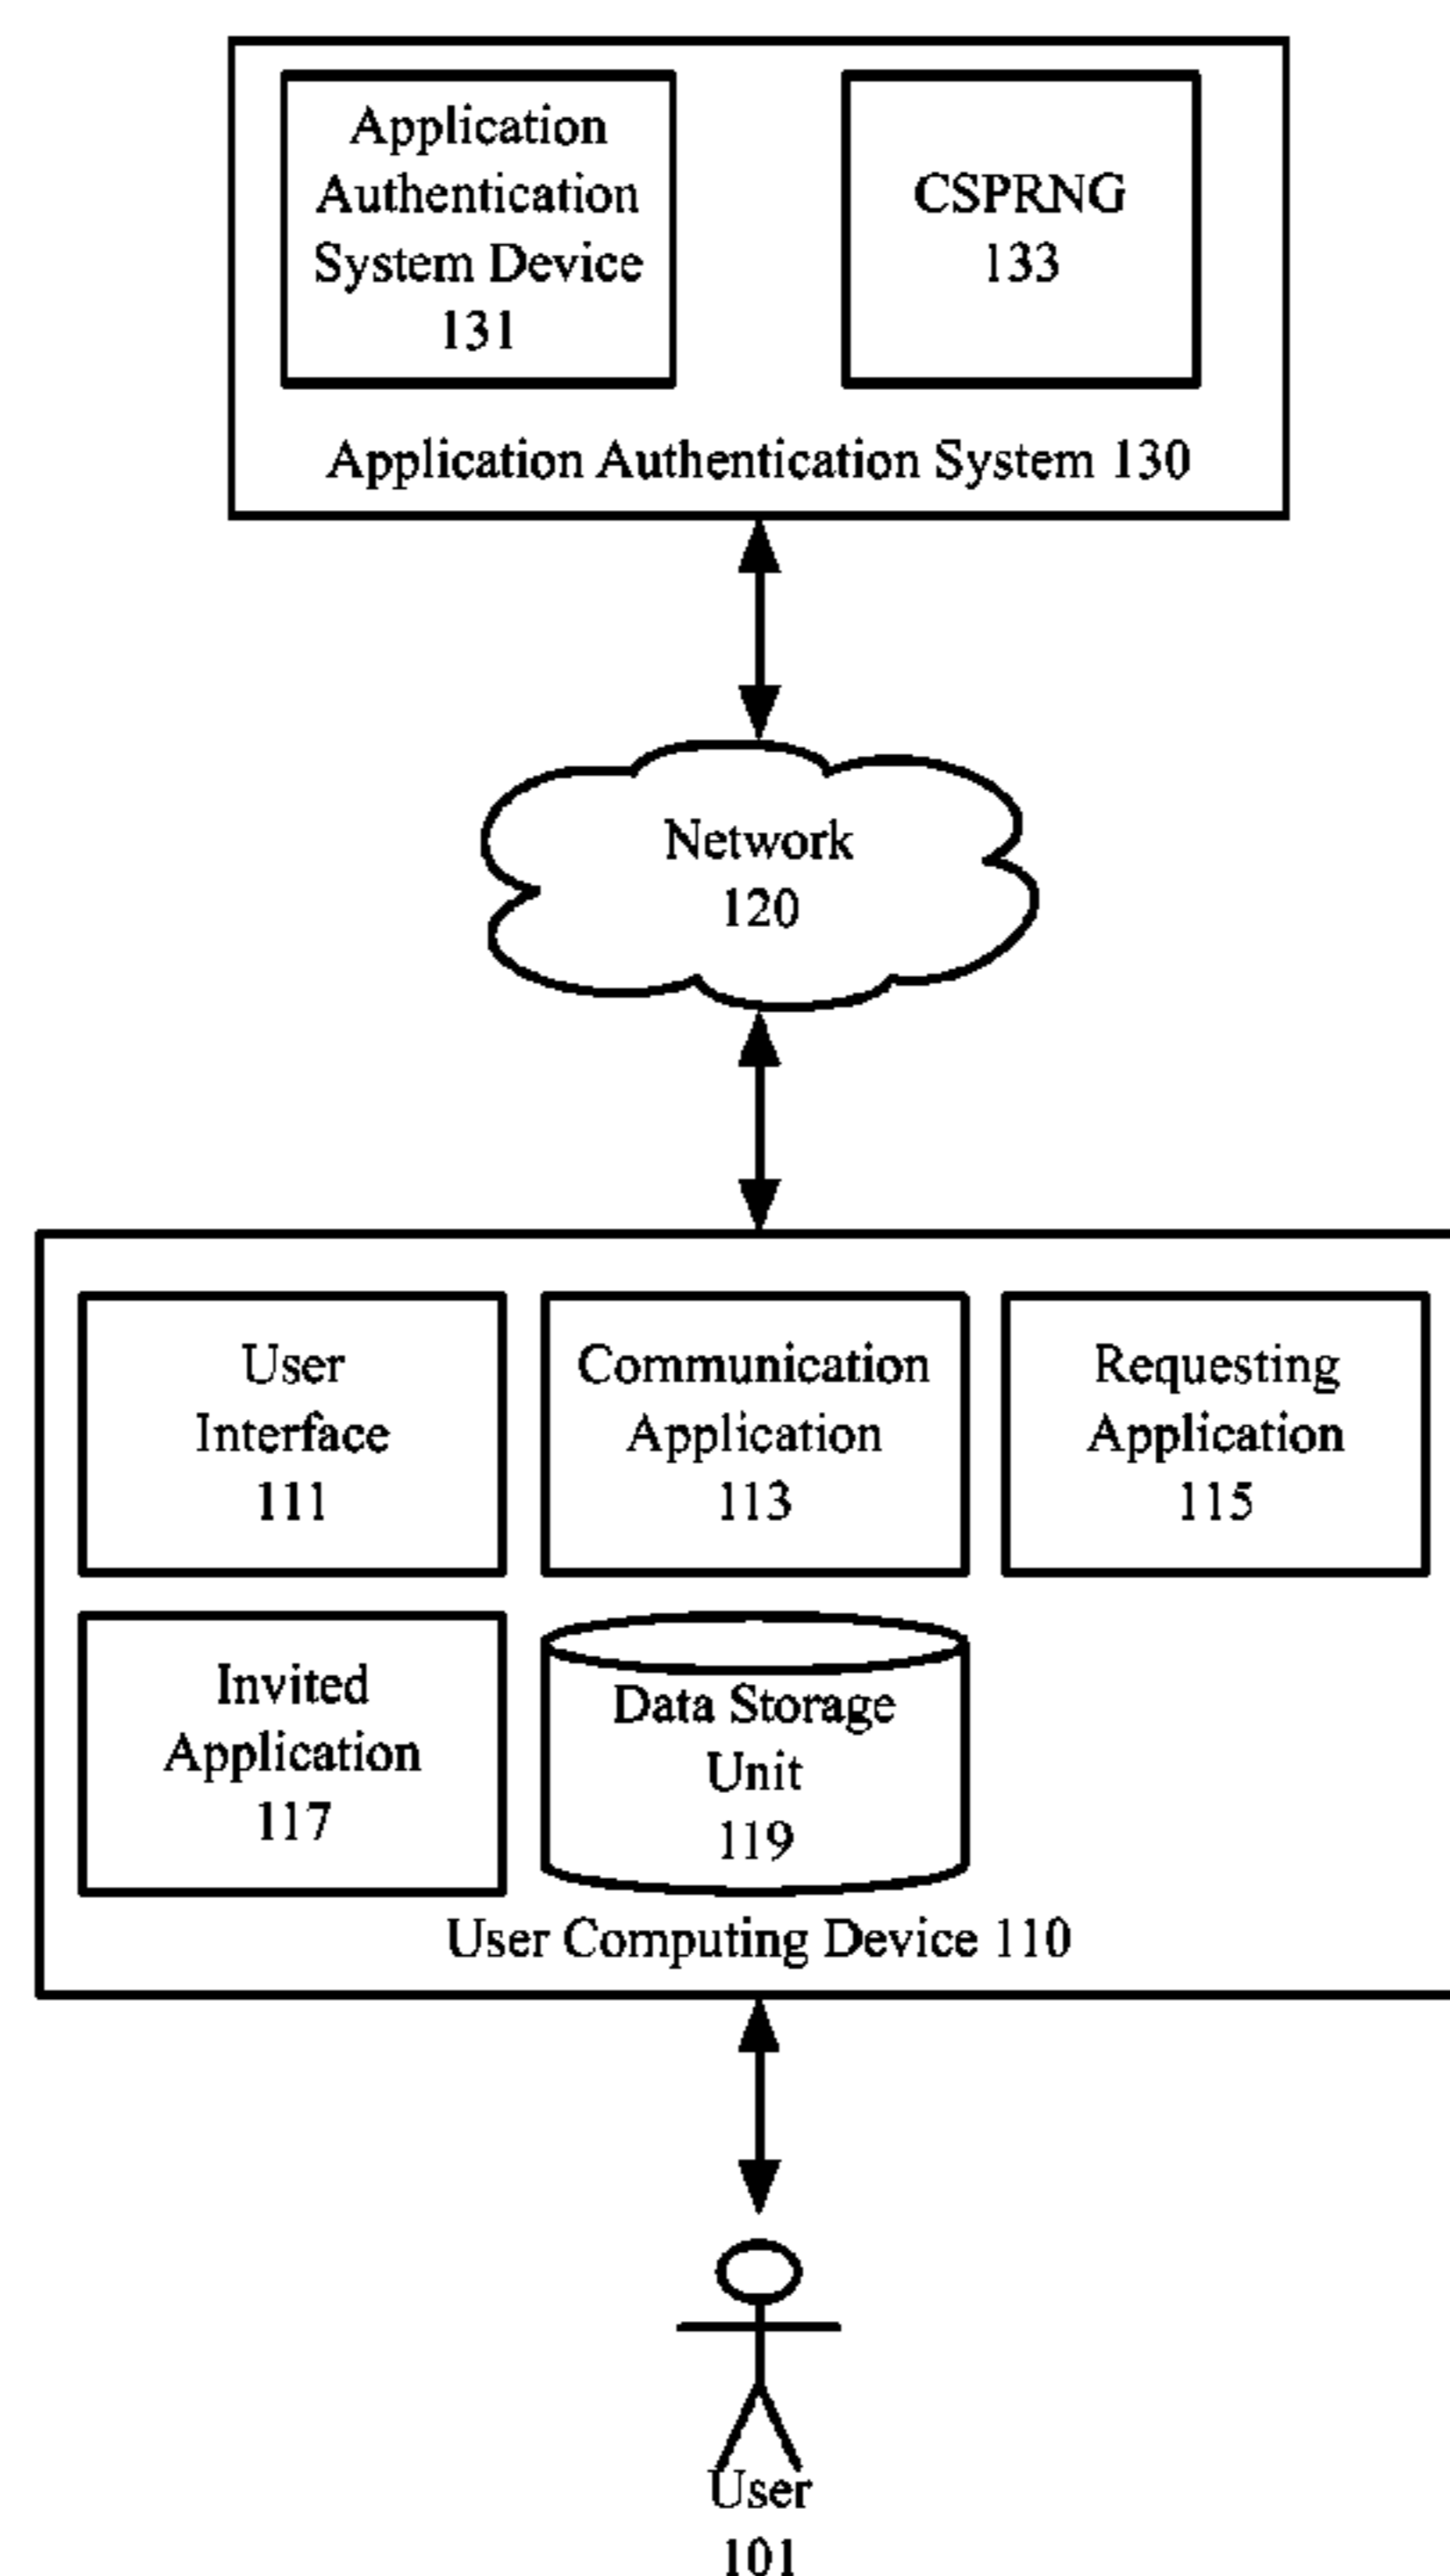 Application
Authentication
System Device
131
CSPRNG
133
Application Authentication System 130
Network
120
User
Interface
111
Communication
Application
113
Requesting
Application
115
Invited
Application
117
Data Storage
Unit
119
User Computing Device 110
User
101